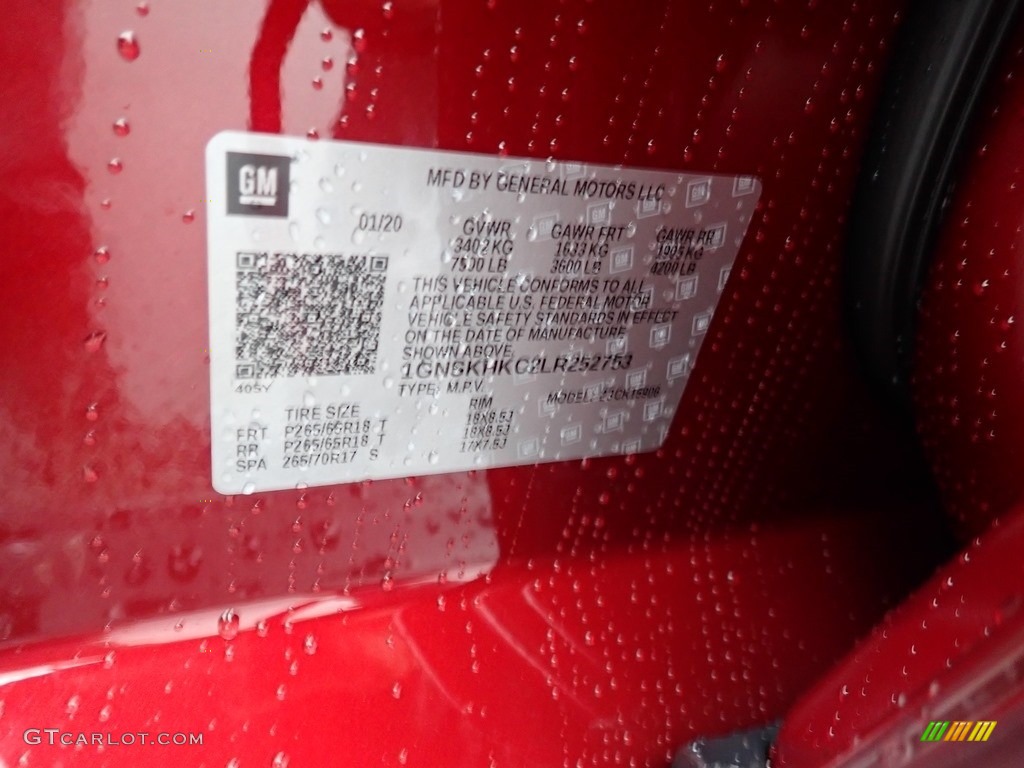 GM
MFD BY GENERAL MOTORS LLC
01/20 GVWR GAWR FRT GAWR RR
3402 KG 1633 KG 1905 KG
7500 LB 3600 LB 4200 LB
THIS VEHICLE CONFORMS TO ALL
APPLICABLE U.S. FEDERAL MOTOR
VEHICLE SAFETY STANDARDS IN EFFECT
ON THE DATE OF MANUFACTURE
SHOWN ABOVE.
1GNSKHKC2LR252753
40SY TYPE: M.P.V. MODEL:
TIRE SIZE RIM
FRT P265/65R18 T 18X8.5J
RR P265/65R18 T 18X8.5J
SPA 265/70R17 S 17X7.5J
GTCARLOT.COM